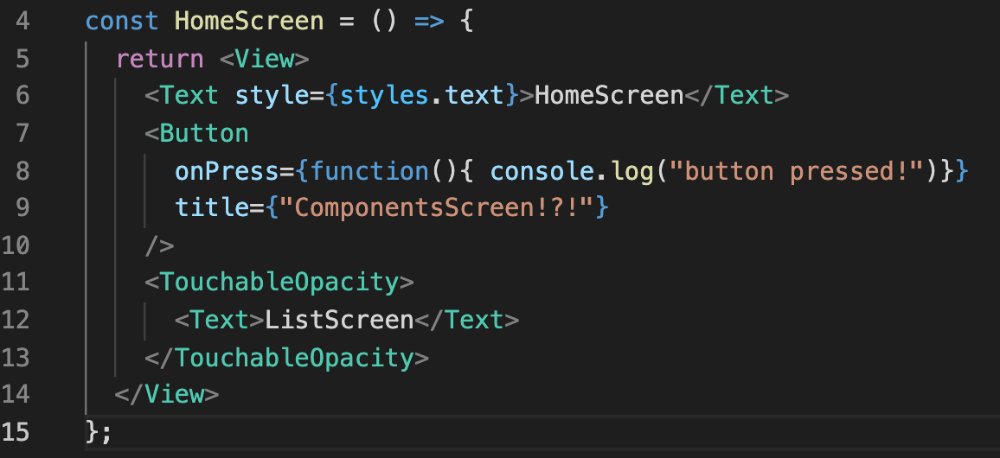 4 const HomeScreen = () => {
5 return <View>
6 <Text style={styles.text}>HomeScreen</Text>
7 <Button
8 onPress={function(){ console.log("button pressed!")}}
9 title={"ComponentsScreen!?!"}
10 />
11 <TouchableOpacity>
12 <Text>ListScreen</Text>
13 </TouchableOpacity>
14 </View>
15 };